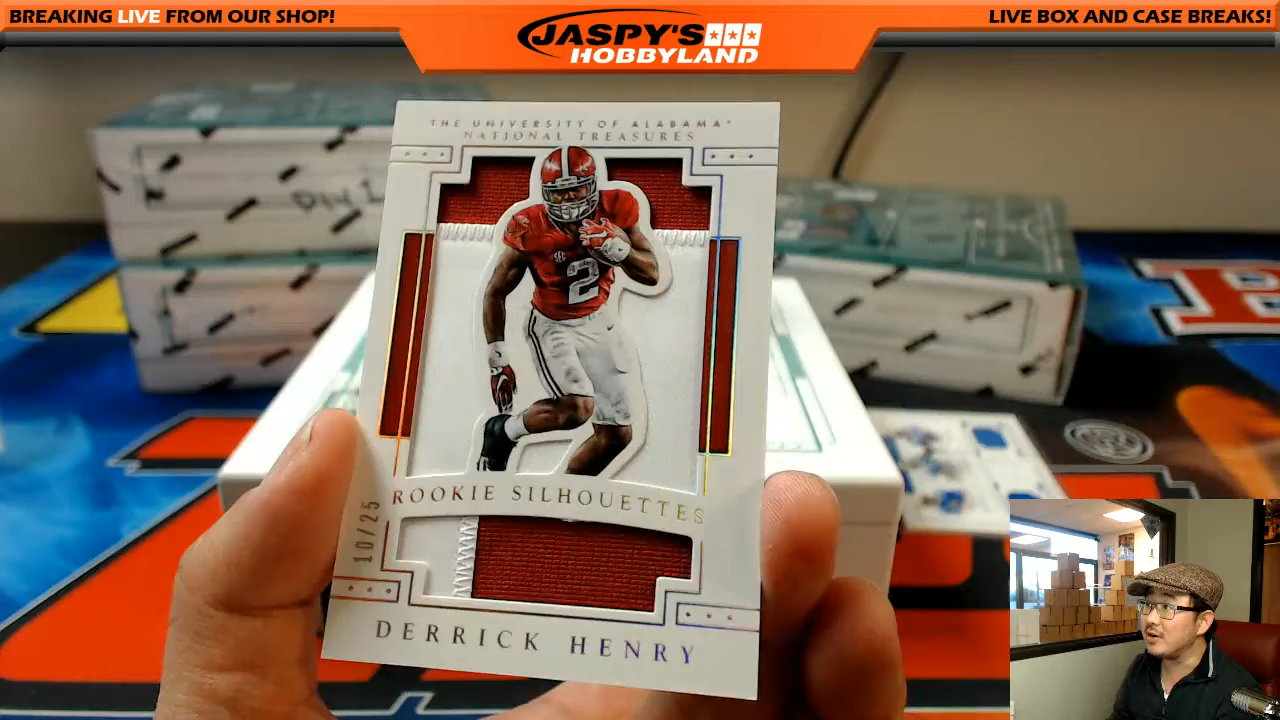 BREAKING LIVE FROM OUR SHOP!
JASPY'S
HOBBYLAND
LIVE BOX AND CASE BREAKS!
THE UNIVERSITY OF ALABAMA
NATIONAL TREASURES
2
ROOKIE SILHOUETTES
10/25
DERRICK HENRY